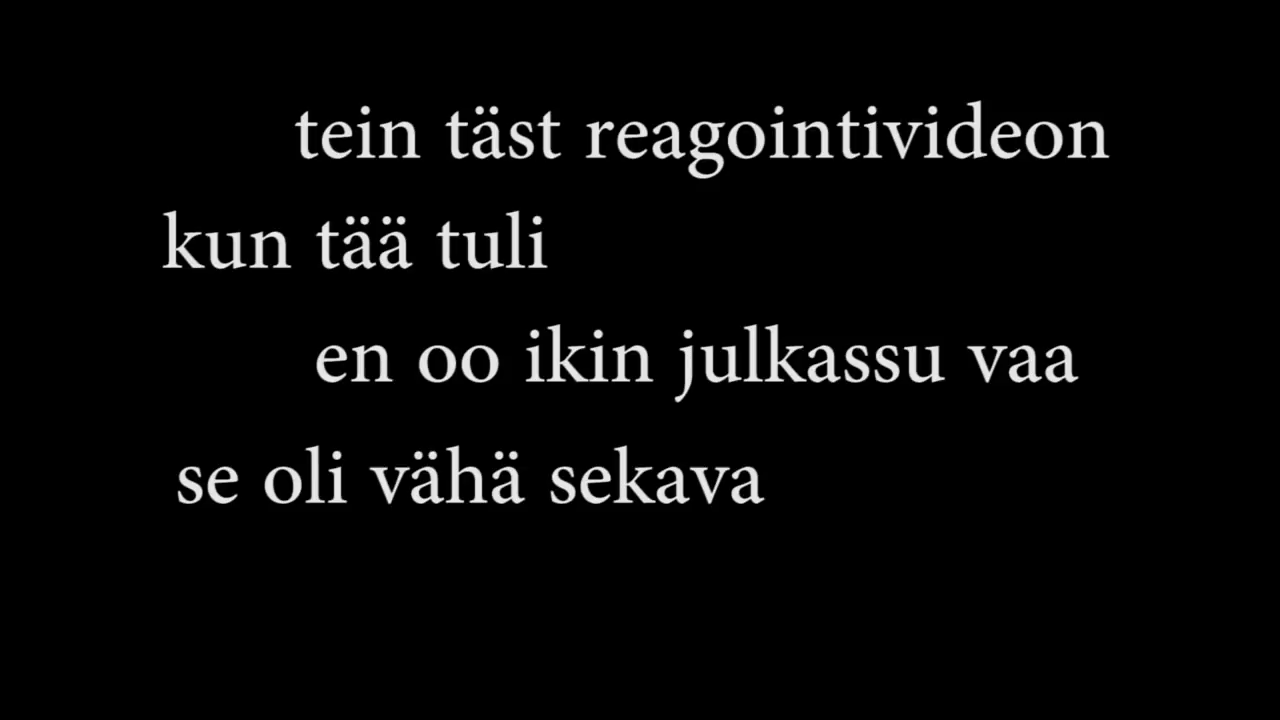 tein täst reagointivideon
kun tää tuli
en oo ikin julkassu vaa
se oli vähä sekava